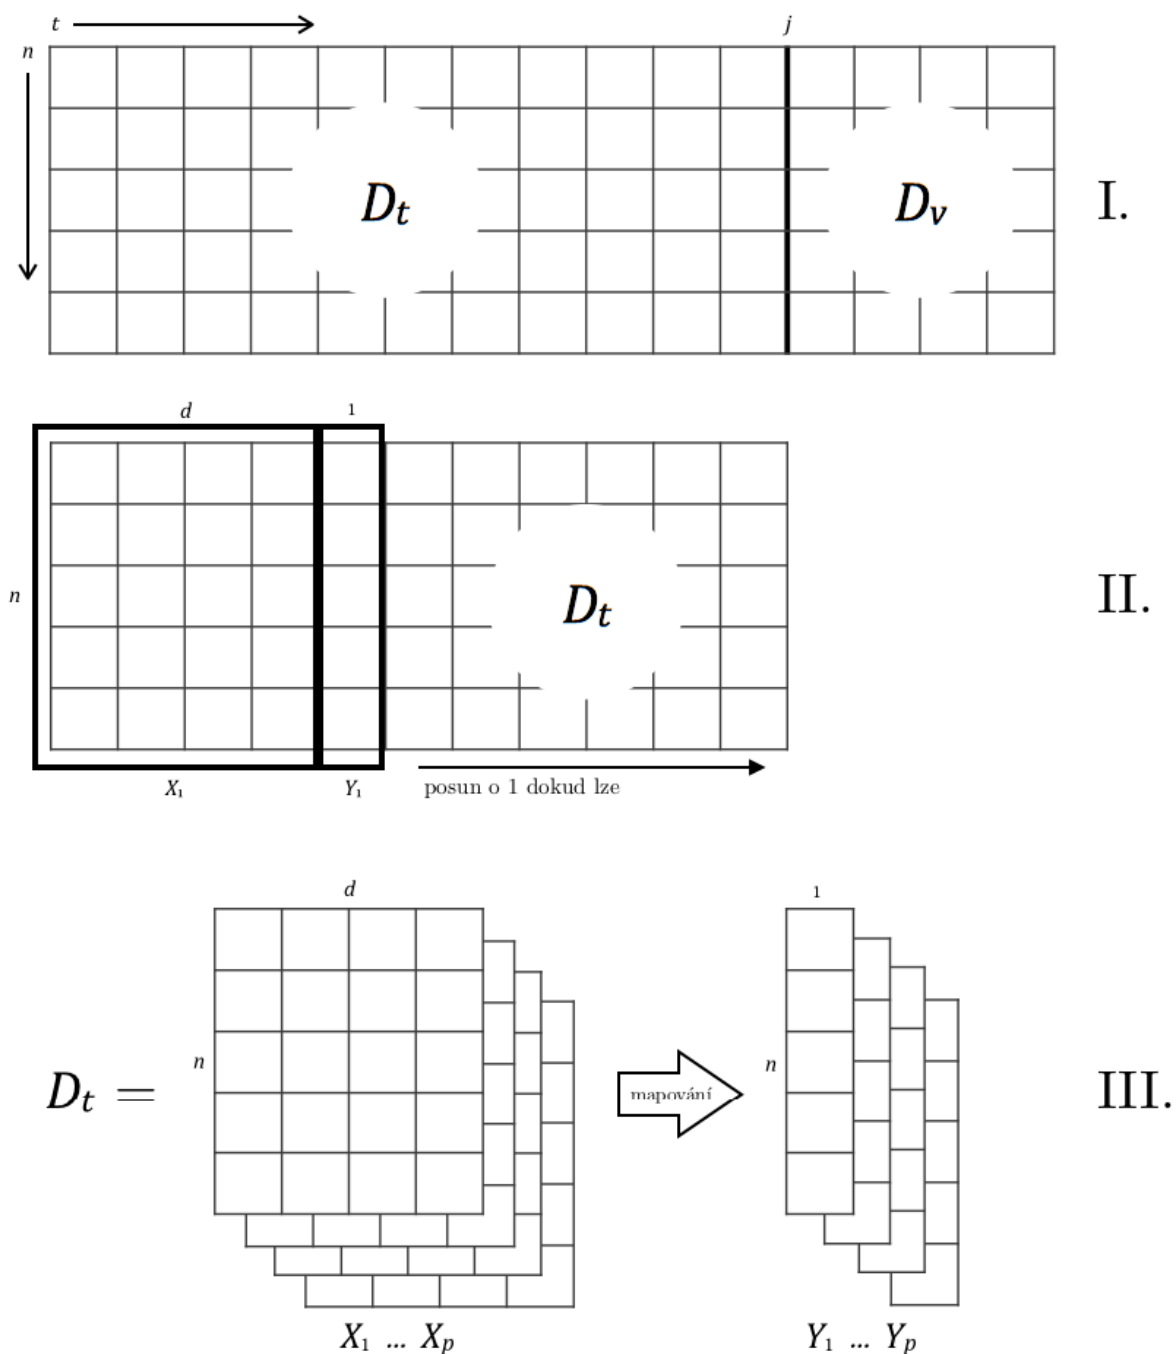 t j
n
D_t D_v I.
d 1
n D_t II.
X₁ Y₁ posun o 1 dokud lze
d 1
n n
D_t = mapování III.
X₁ ... X_p Y₁ ... Y_p